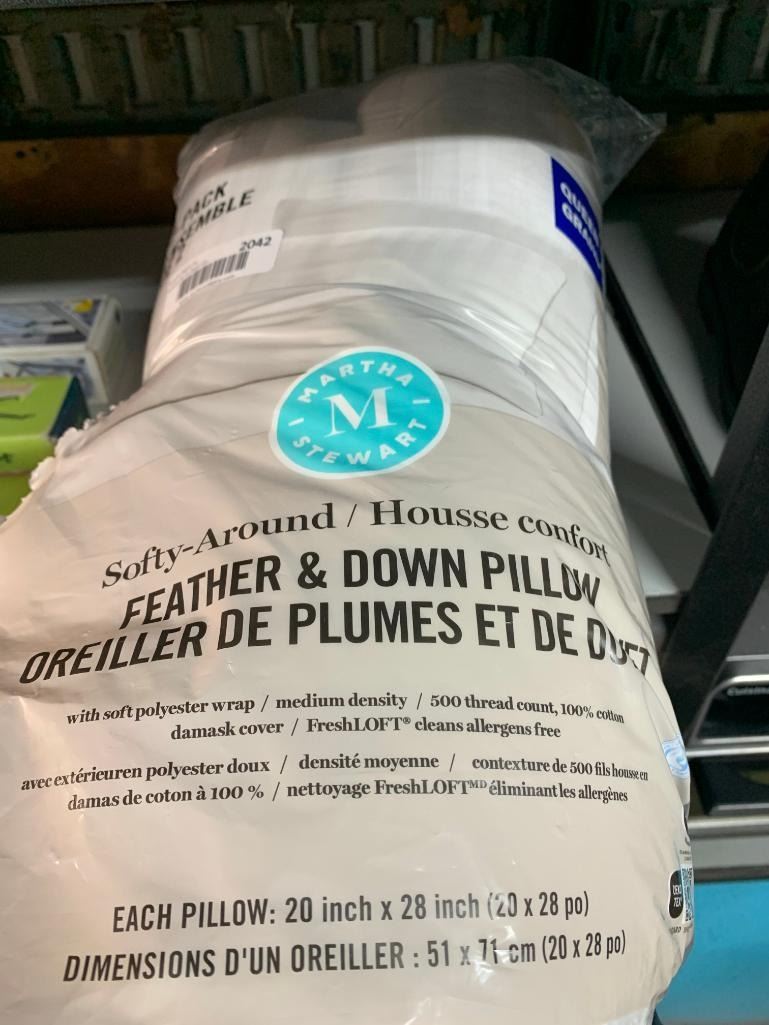 PACK
2042
MARTHA
M
STEWART
Softy-Around / Housse confort
FEATHER & DOWN PILLOW
OREILLER DE PLUMES ET DE DUVET
with soft polyester wrap / medium density / 500 thread count, 100% cotton
damask cover / FreshLOFT® cleans allergens free
avec extérieuren polyester doux / densité moyenne / contexture de 500 fils housse en
damas de coton à 100 % / nettoyage FreshLOFTᴹᴰ éliminant les allergènes
EACH PILLOW: 20 inch x 28 inch (20 x 28 po)
DIMENSIONS D'UN OREILLER : 51 x 71 cm (20 x 28 po)